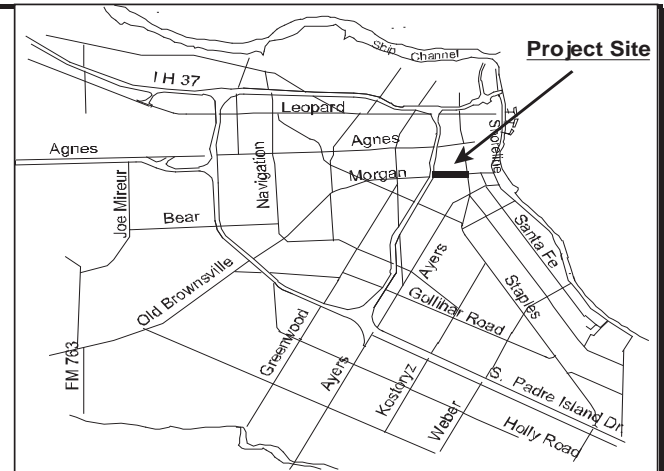 Project Site
Ship Channel
I H 37
Leopard
Shoreline
Agnes
Agnes
Morgan
Navigation
Joe Mireur
Bear
Santa Fe
Ayers
Staples
Old Brownsville
Gollihar Road
Greenwood
FM 763
Ayers
Kostoryz
S. Padre Island Dr.
Weber
Holly Road